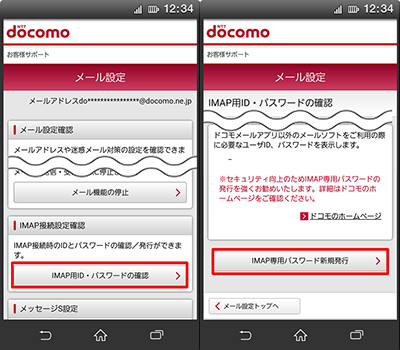 12:34
NTT
döcomo
お客様サポート
メール設定
メールアドレスdo****************@docomo.ne.jp
メール設定確認
メールアドレスや迷惑メール対策の設定を確認できま
メール機能の停止
IMAP接続設定確認
IMAP接続時のIDとパスワードの確認／発行ができま
す。
IMAP用ID・パスワードの確認
メッセージS設定
12:34
NTT
döcomo
お客様サポート
メール設定
IMAP用ID・パスワードの確認
ドコモメールアプリ以外のメールソフトをご利用の際
に必要なユーザID、パスワードを表示します。
-
※セキュリティ向上のためIMAP専用パスワードの
発行を強くお勧めいたします。詳細はドコモのホ
ームページをご確認ください。
ドコモのホームページ
IMAP専用パスワード新規発行
メール設定トップへ